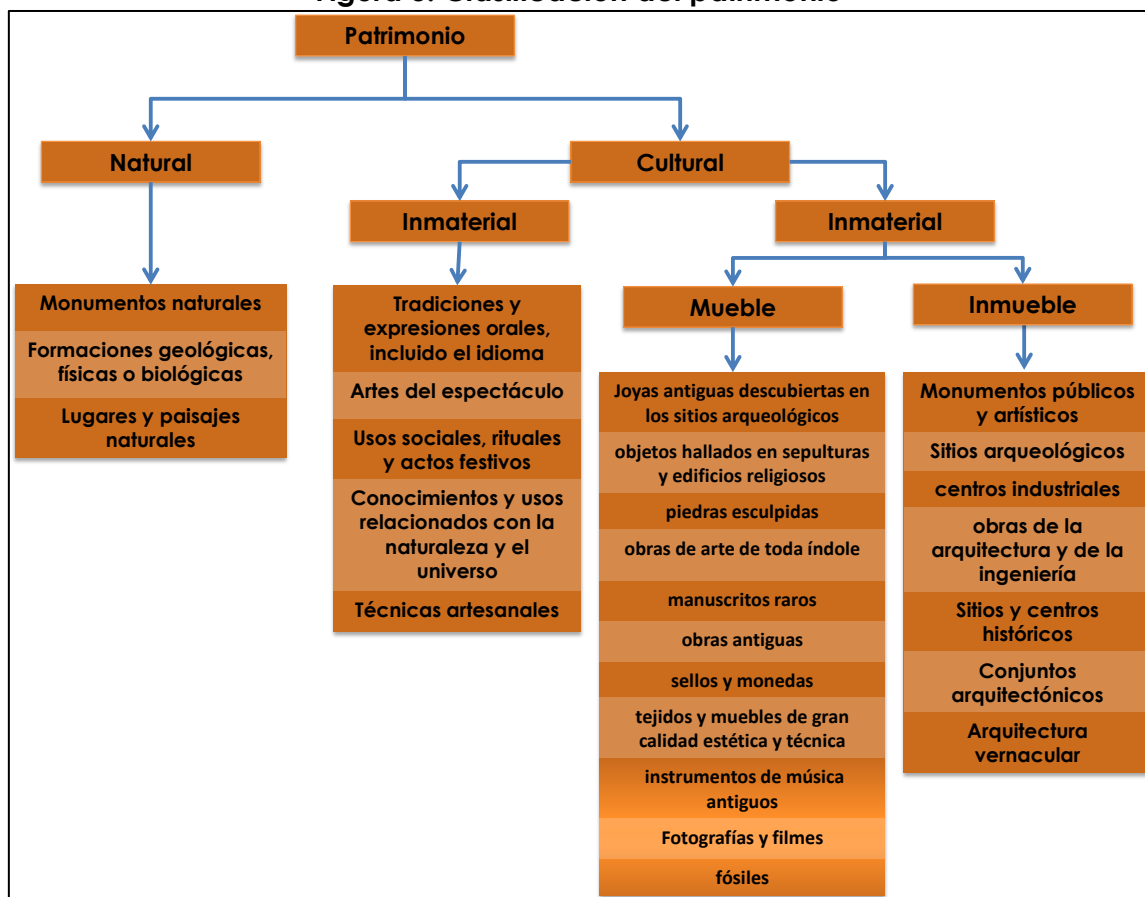 Patrimonio
Natural
Cultural
Inmaterial
Inmaterial
Monumentos naturales
Formaciones geológicas,
físicas o biológicas
Lugares y paisajes
naturales
Tradiciones y
expresiones orales,
incluido el idioma
Artes del espectáculo
Usos sociales, rituales
y actos festivos
Conocimientos y usos
relacionados con la
naturaleza y el
universo
Técnicas artesanales
Mueble
Joyas antiguas descubiertas en
los sitios arqueológicos
objetos hallados en sepulturas
y edificios religiosos
piedras esculpidas
obras de arte de toda índole
manuscritos raros
obras antiguas
sellos y monedas
tejidos y muebles de gran
calidad estética y técnica
instrumentos de música
antiguos
Fotografías y filmes
fósiles
Inmueble
Monumentos públicos
y artísticos
Sitios arqueológicos
centros industriales
obras de la
arquitectura y de la
ingeniería
Sitios y centros
históricos
Conjuntos
arquitectónicos
Arquitectura
vernacular